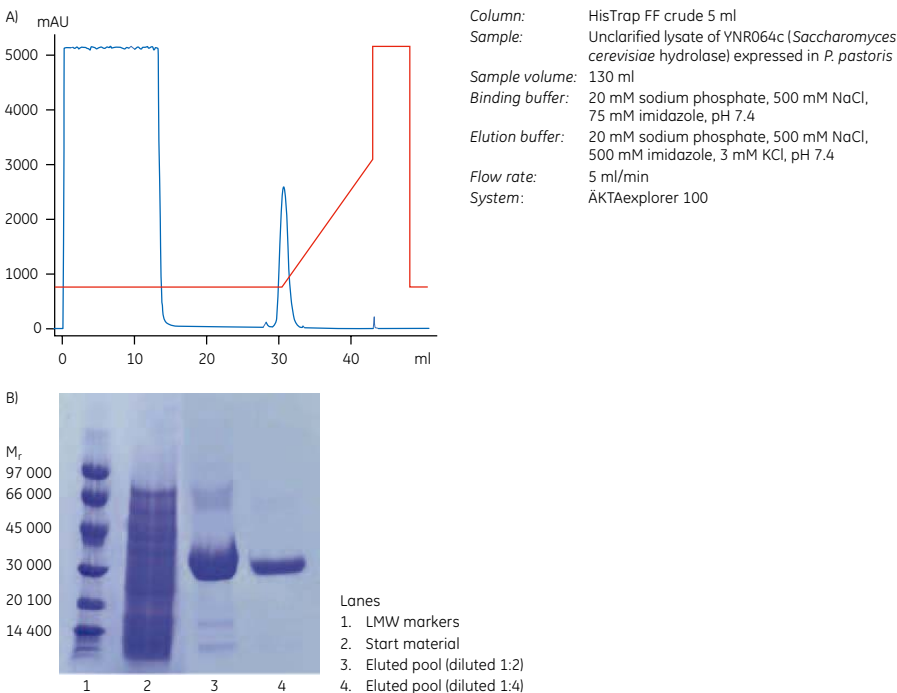 A)
mAU
5000
4000
3000
2000
1000
0
0 10 20 30 40 ml
Column: HisTrap FF crude 5 ml
Sample: Unclarified lysate of YNR064c (Saccharomyces
cerevisiae hydrolase) expressed in P. pastoris
Sample volume: 130 ml
Binding buffer: 20 mM sodium phosphate, 500 mM NaCl,
75 mM imidazole, pH 7.4
Elution buffer: 20 mM sodium phosphate, 500 mM NaCl,
500 mM imidazole, 3 mM KCl, pH 7.4
Flow rate: 5 ml/min
System: ÄKTAexplorer 100
B)
Mr
97 000
66 000
45 000
30 000
20 100
14 400
1 2 3 4
Lanes
1. LMW markers
2. Start material
3. Eluted pool (diluted 1:2)
4. Eluted pool (diluted 1:4)